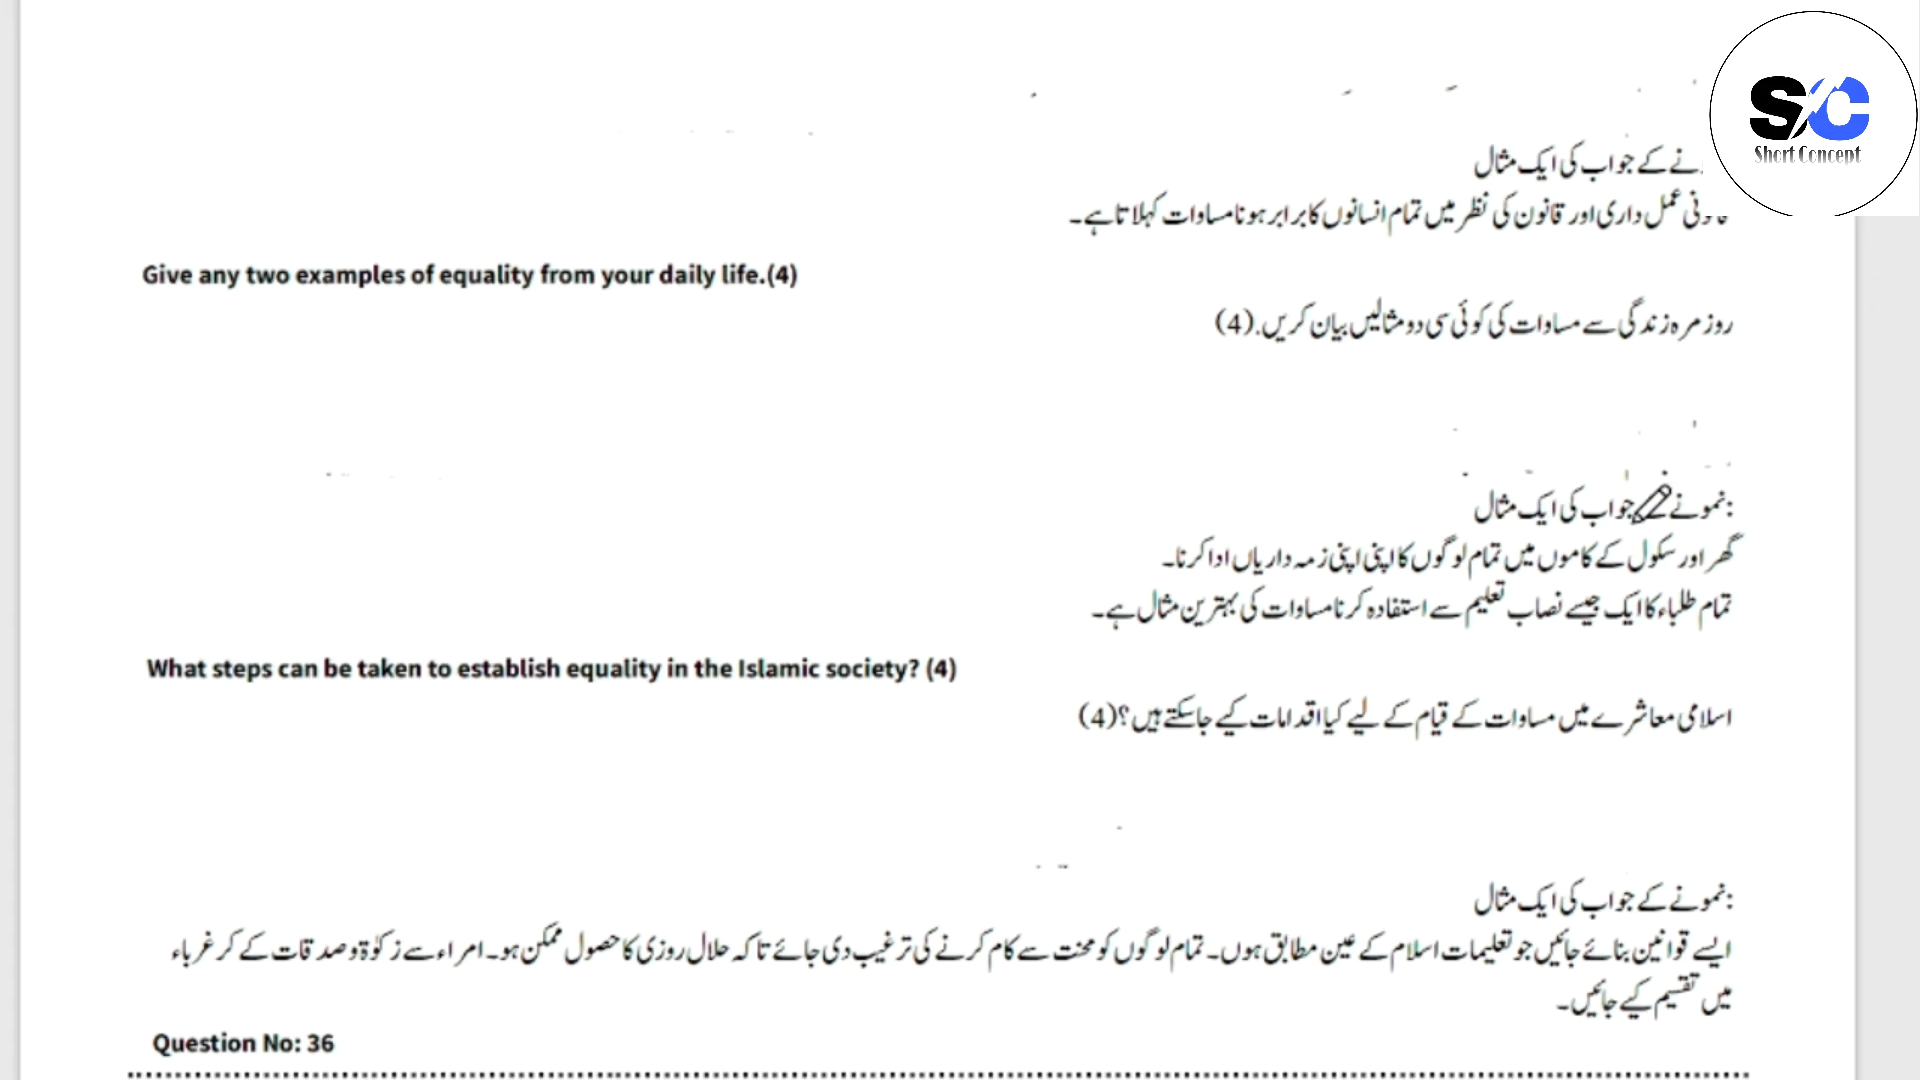 SC
Short Concept
نے کے جواب کی ایک مثال
عمل داری اور قانون کی نظر میں تمام انسانوں کا برابر ہونا مساوات کہلاتا ہے۔
Give any two examples of equality from your daily life.(4)
روز مرہ زندگی سے مساوات کی کوئی سی دو مثالیں بیان کریں.(4)
:نمونے جواب کی ایک مثال
گھر اور سکول کے کاموں میں تمام لوگوں کا اپنی اپنی زمہ داریاں ادا کرنا۔
تمام طلباء کا ایک جیسے نصاب تعلیم سے استفادہ کرنا مساوات کی بہترین مثال ہے۔
What steps can be taken to establish equality in the Islamic society? (4)
اسلامی معاشرے میں مساوات کے قیام کے لیے کیا اقدامات کیے جا سکتے ہیں؟(4)
:نمونے کے جواب کی ایک مثال
ایسے قوانین بنائے جائیں جو تعلیمات اسلام کے عین مطابق ہوں۔ تمام لوگوں کو محنت سے کام کرنے کی ترغیب دی جائے تاکہ حلال روزی کا حصول ممکن ہو۔ امراء سے زکوٰۃ و صدقات لے کر غرباء
میں تقسیم کیے جائیں۔
Question No: 36